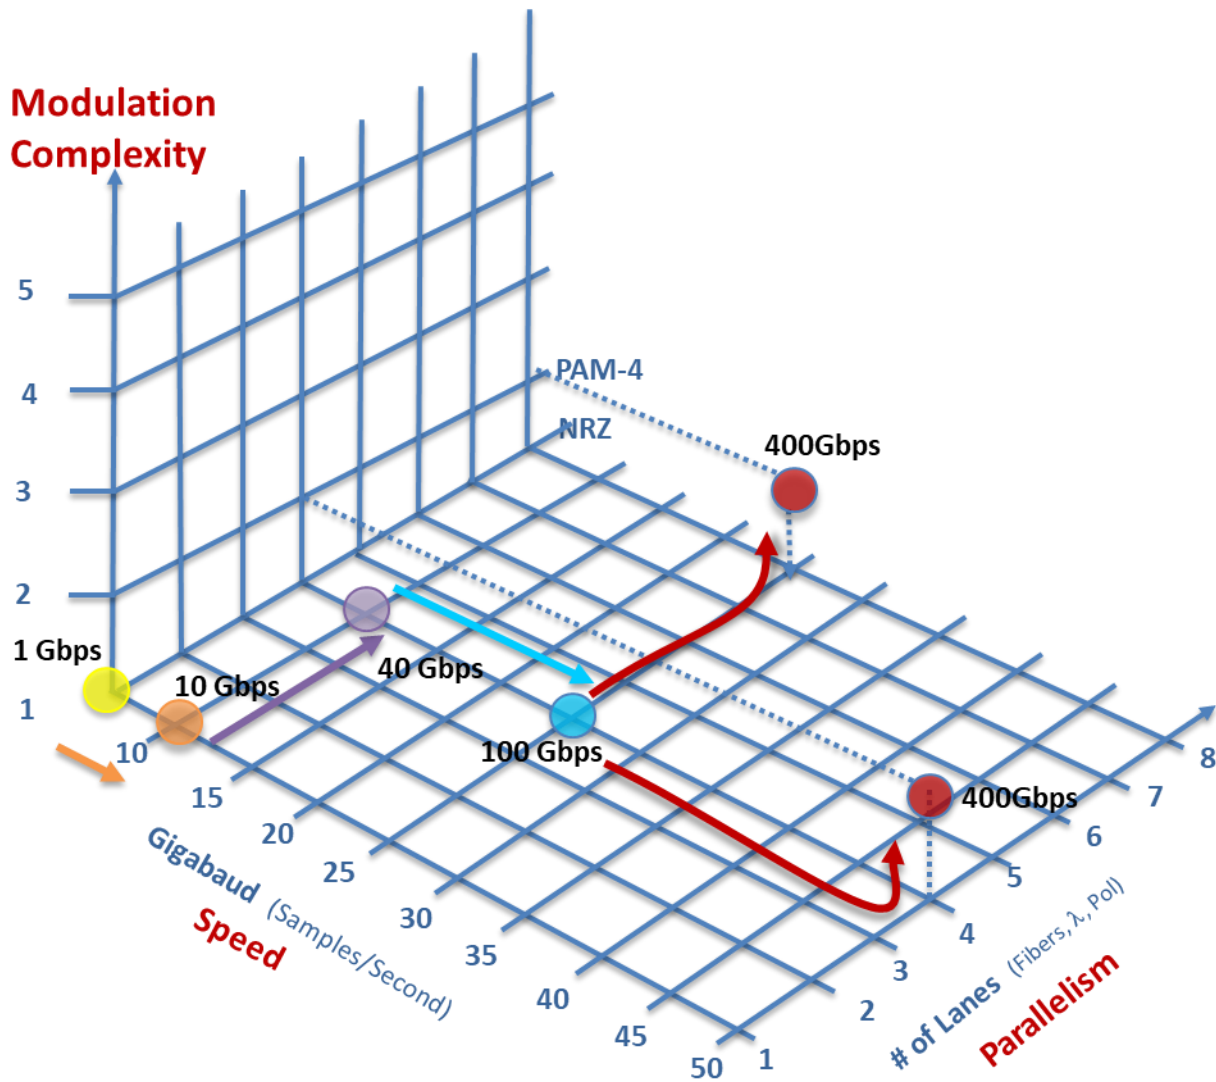 Modulation
Complexity
5
4
3
2
1
PAM-4
NRZ
400Gbps
1 Gbps
10 Gbps
40 Gbps
100 Gbps
400Gbps
10
15
20
25
30
35
40
45
50
Gigabaud (Samples/Second)
Speed
1
2
3
4
5
6
7
8
# of Lanes (Fibers, λ, Pol)
Parallelism